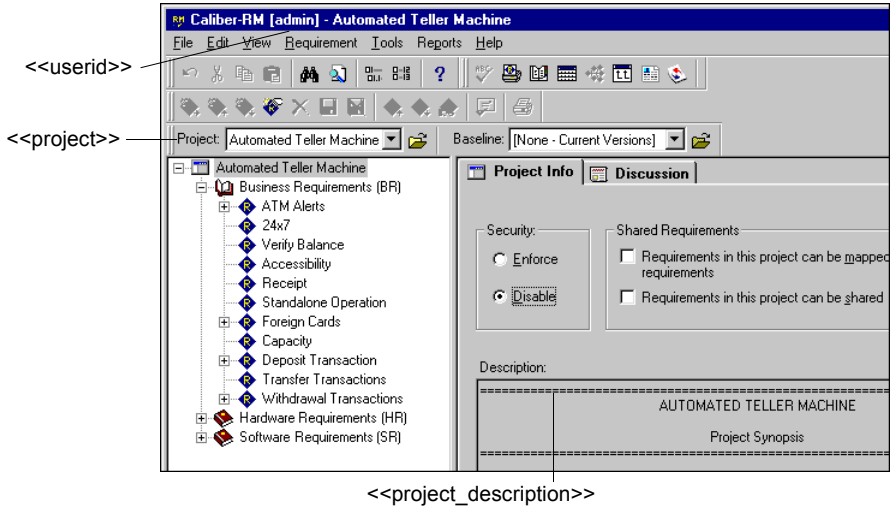 Caliber-RM [admin] - Automated Teller Machine
File Edit View Requirement Tools Reports Help
<<userid>>
<<project>>
Project: Automated Teller Machine Baseline: [None - Current Versions]
Automated Teller Machine
Business Requirements (BR)
ATM Alerts
24x7
Verify Balance
Accessibility
Receipt
Standalone Operation
Foreign Cards
Capacity
Deposit Transaction
Transfer Transactions
Withdrawal Transactions
Hardware Requirements (HR)
Software Requirements (SR)
Project Info Discussion
Security:
Enforce
Disable
Shared Requirements
Requirements in this project can be mapped
requirements
Requirements in this project can be shared
Description:
AUTOMATED TELLER MACHINE
Project Synopsis
<<project_description>>